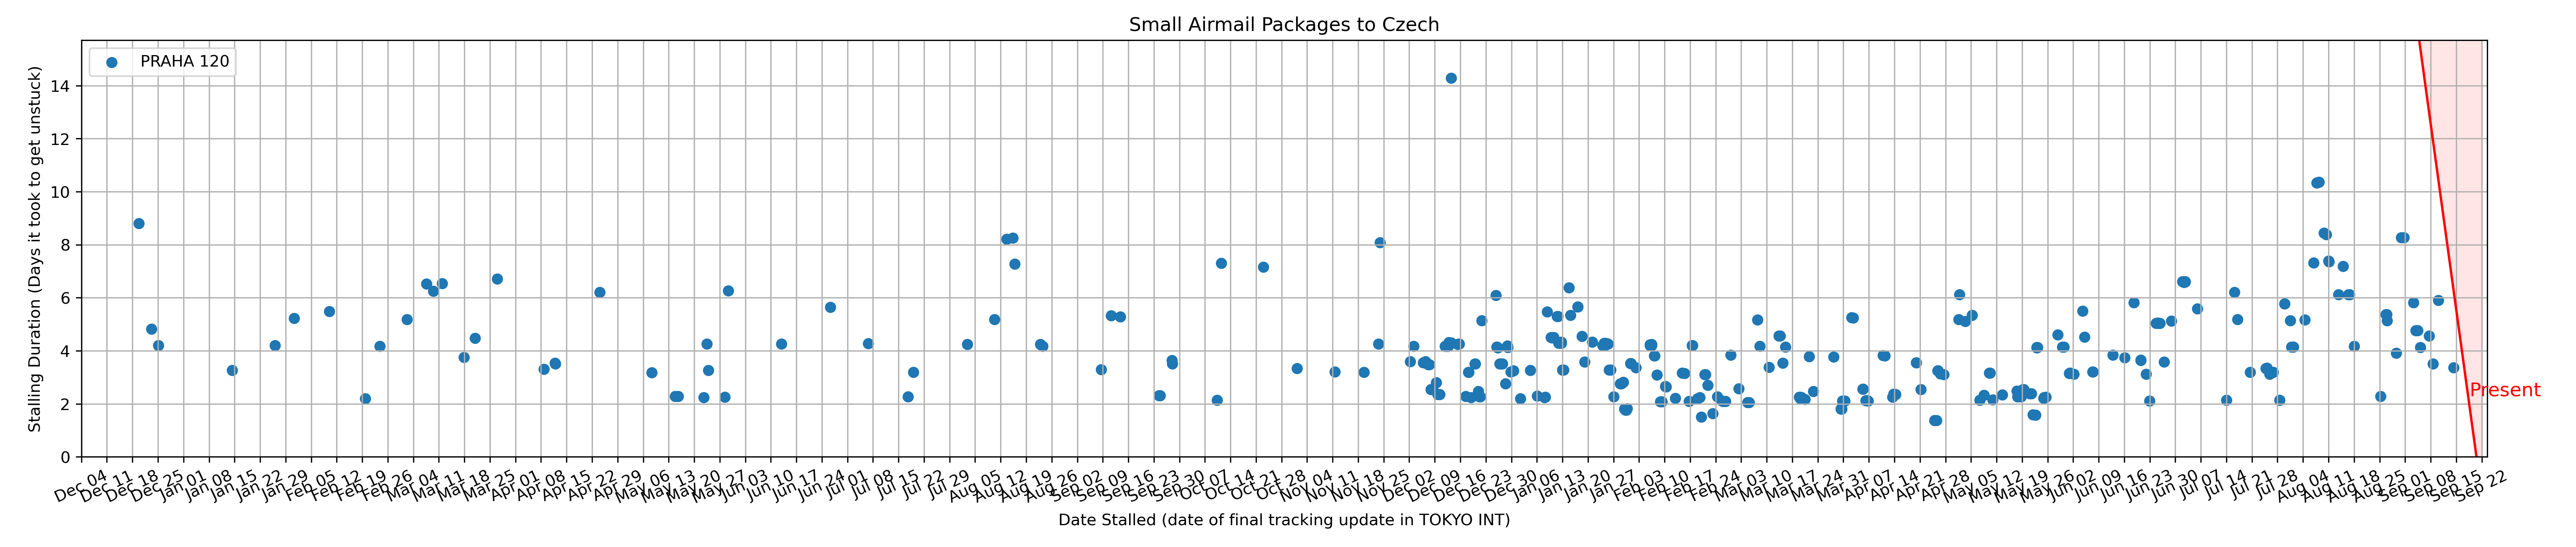 Small Airmail Packages to Czech
PRAHA 120
Stalling Duration (Days it took to get unstuck)
14
12
10
8
6
4
2
0
Present
Dec 04
Dec 11
Dec 18
Dec 25
Jan 01
Jan 08
Jan 15
Jan 22
Jan 29
Feb 05
Feb 12
Feb 19
Feb 26
Mar 04
Mar 11
Mar 18
Mar 25
Apr 01
Apr 08
Apr 15
Apr 22
Apr 29
May 06
May 13
May 20
May 27
Jun 03
Jun 10
Jun 17
Jun 24
Jul 01
Jul 08
Jul 15
Jul 22
Jul 29
Aug 05
Aug 12
Aug 19
Aug 26
Sep 02
Sep 09
Sep 16
Sep 23
Sep 30
Oct 07
Oct 14
Oct 21
Oct 28
Nov 04
Nov 11
Nov 18
Nov 25
Dec 02
Dec 09
Dec 16
Dec 23
Dec 30
Jan 06
Jan 13
Jan 20
Jan 27
Feb 03
Feb 10
Feb 17
Feb 24
Mar 03
Mar 10
Mar 17
Mar 24
Mar 31
Apr 07
Apr 14
Apr 21
Apr 28
May 05
May 12
May 19
May 26
Jun 02
Jun 09
Jun 16
Jun 23
Jun 30
Jul 07
Jul 14
Jul 21
Jul 28
Aug 04
Aug 11
Aug 18
Aug 25
Sep 01
Sep 08
Sep 15
Sep 22
Date Stalled (date of final tracking update in TOKYO INT)